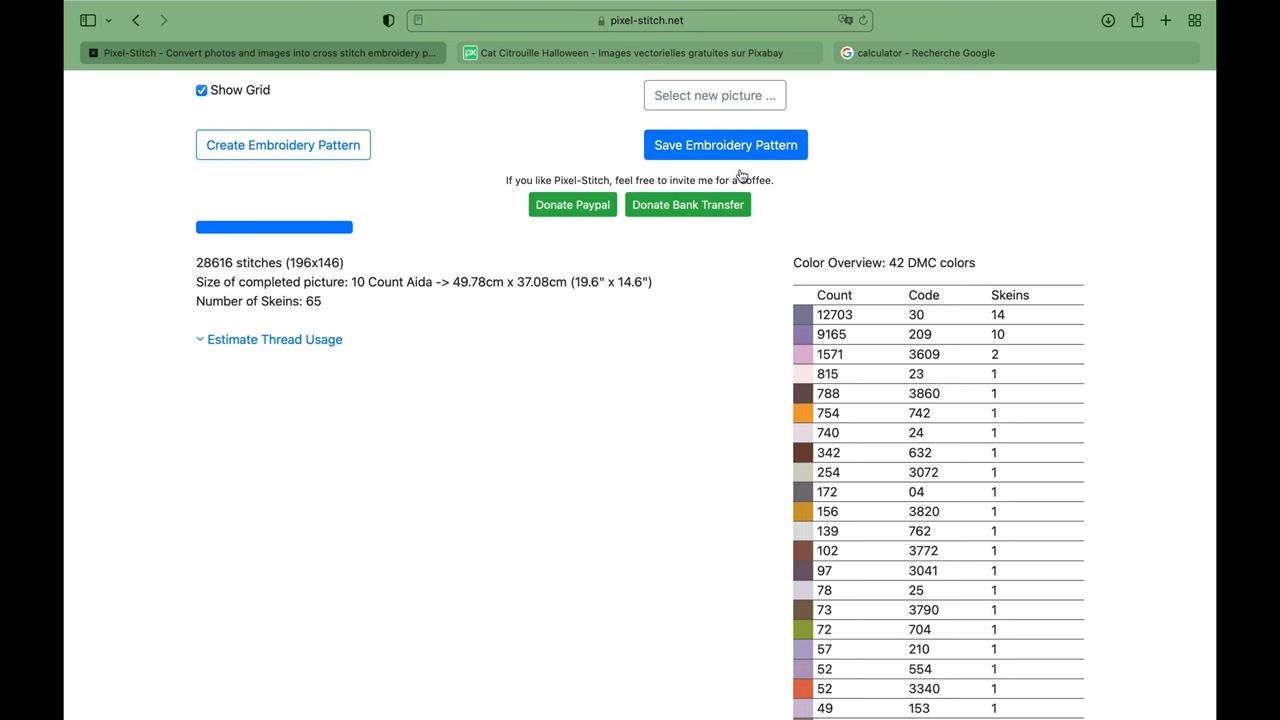 pixel-stitch.net
Pixel-Stitch - Convert photos and images into cross stitch embroidery p...
Cat Citrouille Halloween - Images vectorielles gratuites sur Pixabay
calculator - Recherche Google
Show Grid
Select new picture ...
Create Embroidery Pattern
Save Embroidery Pattern
If you like Pixel-Stitch, feel free to invite me for a coffee.
Donate Paypal
Donate Bank Transfer
28616 stitches (196x146)
Size of completed picture: 10 Count Aida -> 49.78cm x 37.08cm (19.6" x 14.6")
Number of Skeins: 65
Estimate Thread Usage
Color Overview: 42 DMC colors
Count Code Skeins
12703 30 14
9165 209 10
1571 3609 2
815 23 1
788 3860 1
754 742 1
740 24 1
342 632 1
254 3072 1
172 04 1
156 3820 1
139 762 1
102 3772 1
97 3041 1
78 25 1
73 3790 1
72 704 1
57 210 1
52 554 1
52 3340 1
49 153 1